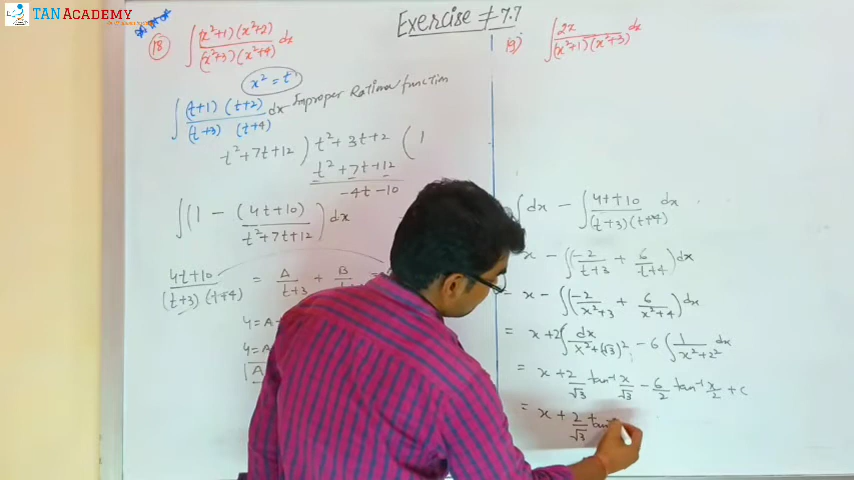 TAN ACADEMY
Exercise ≠ 7.7
18 ∫ (x²+1)(x²+2) / (x²+3)(x²+4) dx
x² = t
∫ (t+1) (t+2) / (t+3) (t+4) dx Improper Rational function
t²+7t+12 ) t²+3t+2 ( 1
t²+7t+12
-4t-10
∫ (1 - (4t+10) / t²+7t+12) dx
4t+10 / (t+3)(t+4) = A / t+3 + B /
4=A
4=A
A
19) ∫ 2x / (x²+1)(x²+3) dx
∫ dx - ∫ 4t+10 / (t+3)(t+4) dx
x - ∫ (-2 / t+3 + 6 / t+4) dx
= x - ∫ (-2 / x²+3 + 6 / x²+4) dx
= x + 2 ∫ dx / x²+(√3)² - 6 ∫ 1 / x²+2² dx
= x + 2/√3 tan⁻¹ x/√3 - 6/2 tan⁻¹ x/2 + c
= x + 2/√3 tan